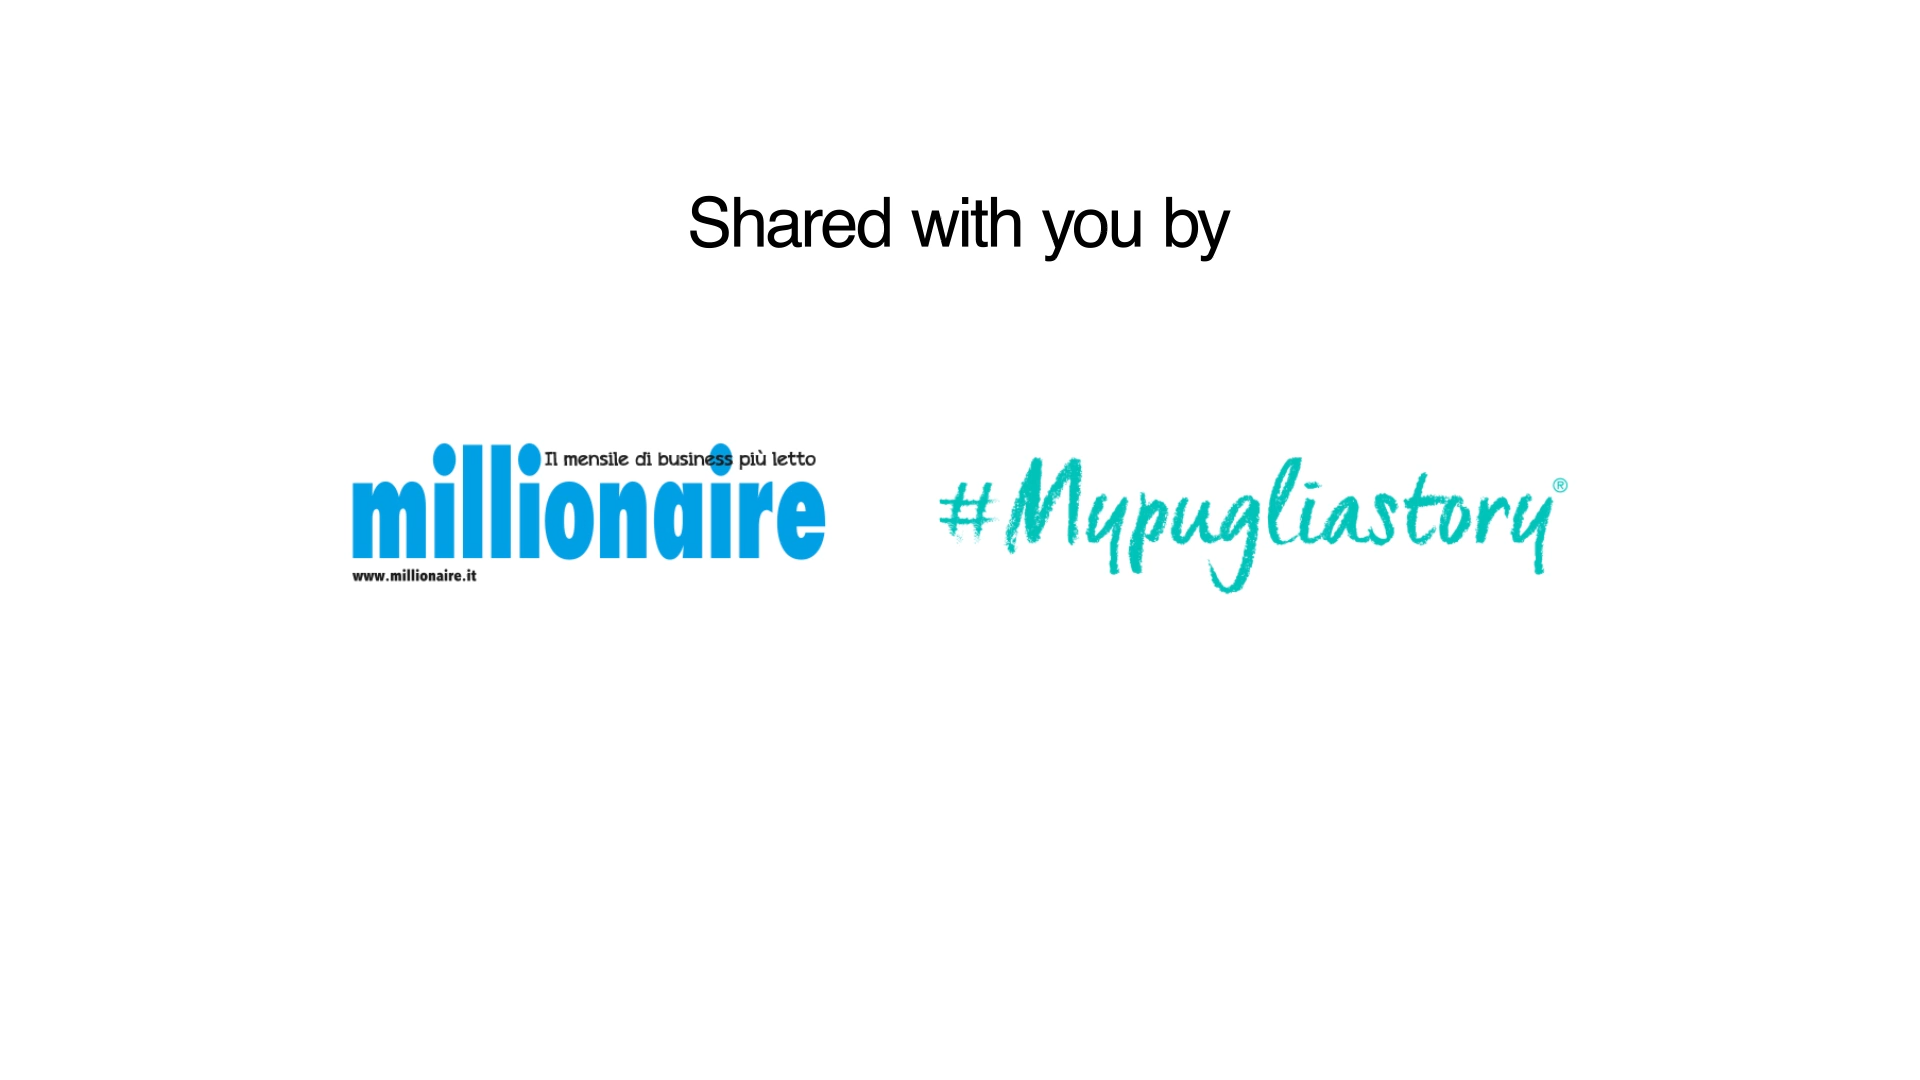 Shared with you by
Il mensile di business più letto
millionaire
www.millionaire.it
#Mypugliastory®